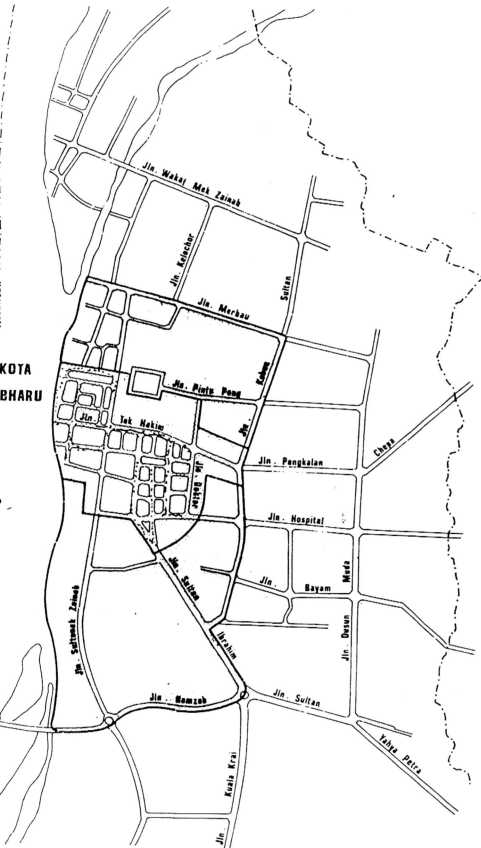 Jln. Wakaf Mek Zainab
Jln. Kelochor
Sultan
Jln. Merbau
KOTA
BHARU
Jln. Pintu Pong
Kebun
Jln
Jln. Tok Hakim
Jln. Doktor
Jln. Pengkalan
Chepa
Jln. Hospital
Jln. Bayam
Muda
Jln. Dusun
Jln. Sultan
Ibrahim
Jln. Sultanah Zainab
Jln. Hamzah
Jln. Sultan
Yahya Petra
Kuala Krai
Jln.